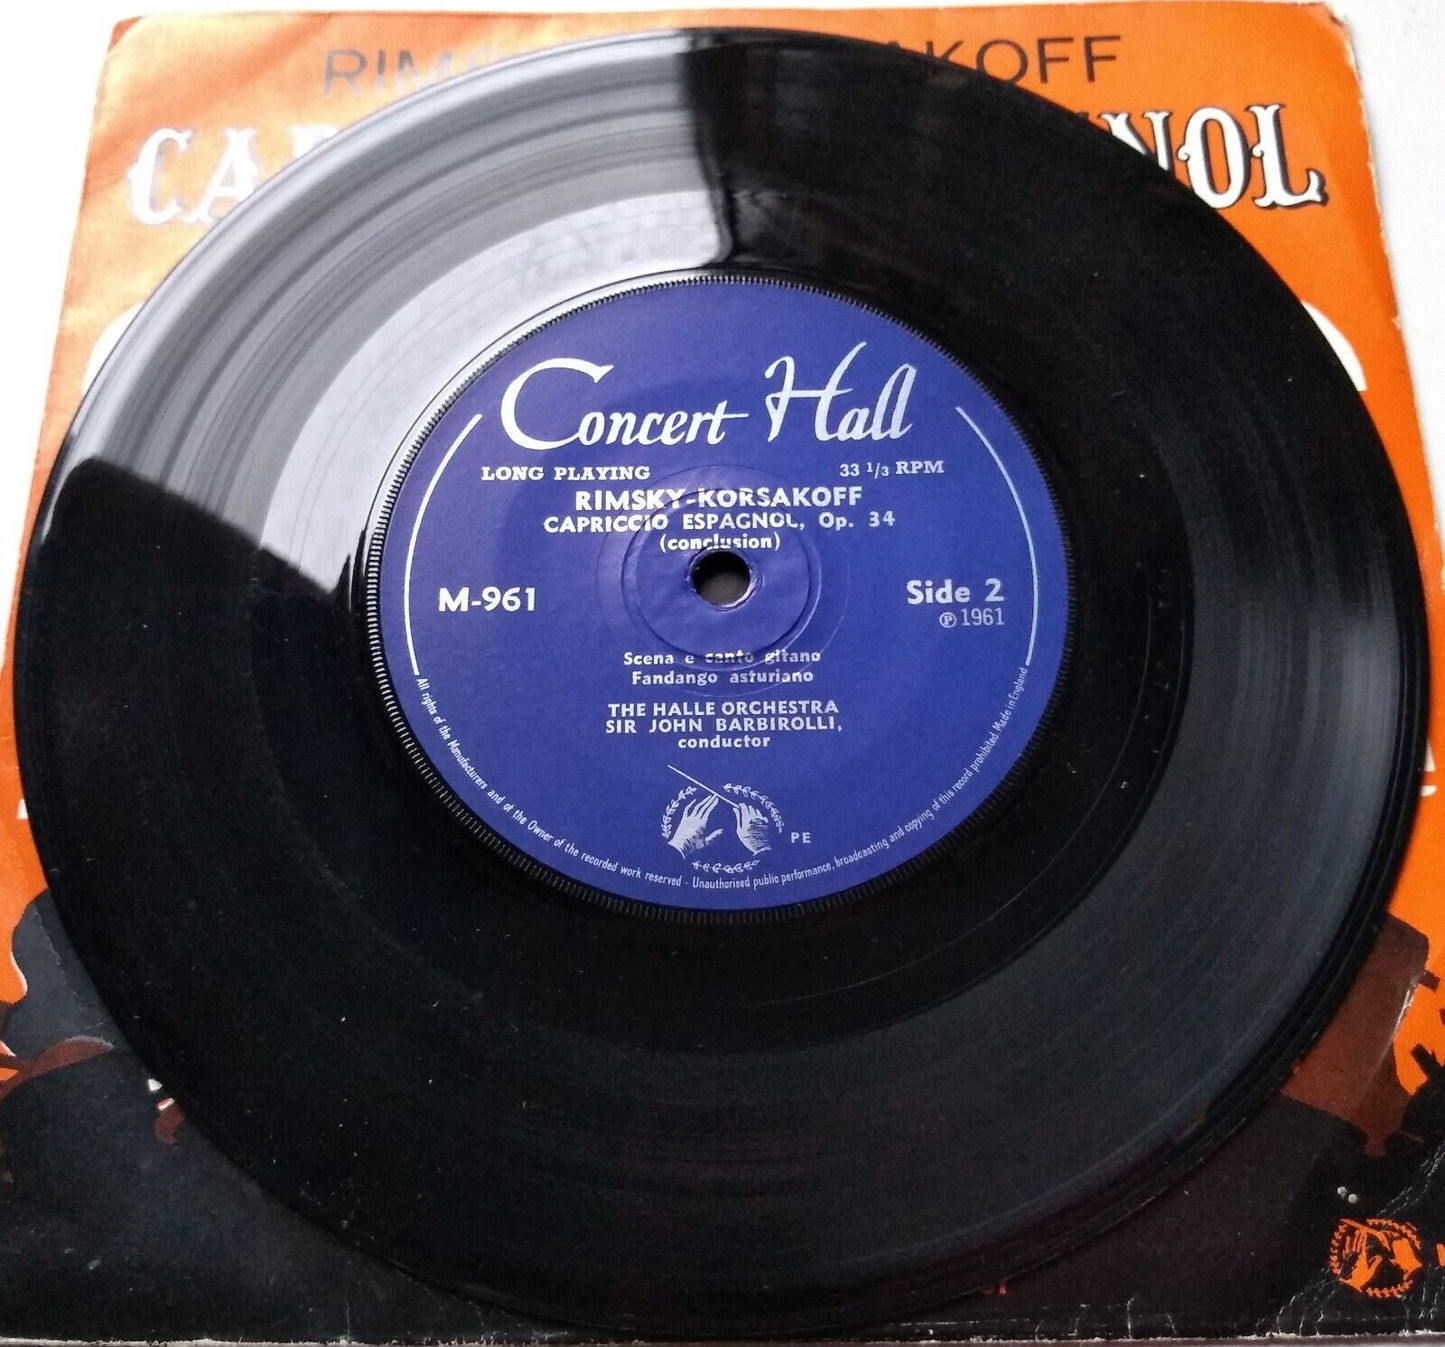 RIM AKOFF
CA NOL
Concert Hall
LONG PLAYING 33 1/3 RPM
RIMSKY-KORSAKOFF
CAPRICCIO ESPAGNOL, Op. 34
(conclusion)
M-961 Side 2
℗ 1961
Scena e canto gitano
Fandango asturiano
THE HALLE ORCHESTRA
SIR JOHN BARBIROLLI,
conductor
PE
All rights of the Manufacturers and of the Owner of the recorded work reserved - Unauthorised public performance, broadcasting and copying of this record prohibited. Made in England